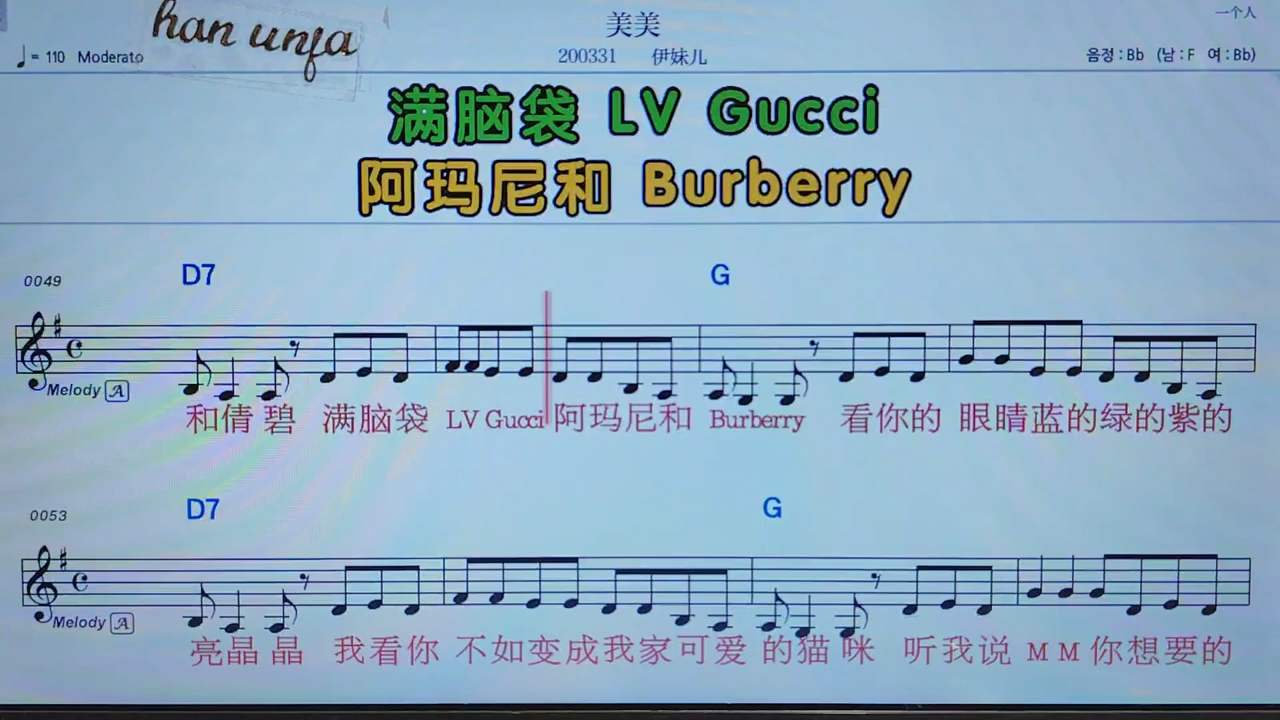 han unfa
美美
一个人
= 110 Moderato
200331 伊妹儿
음정 : Bb (남 : F 여 : Bb)
满脑袋 LV Gucci
阿玛尼和 Burberry
0049 D7 G
Melody A
和倩碧 满脑袋 LV Gucci 阿玛尼和 Burberry 看你的 眼睛蓝的绿的紫的
0053 D7 G
Melody A
亮晶晶 我看你 不如变成我家可爱的猫咪 听我说 M M 你想要的